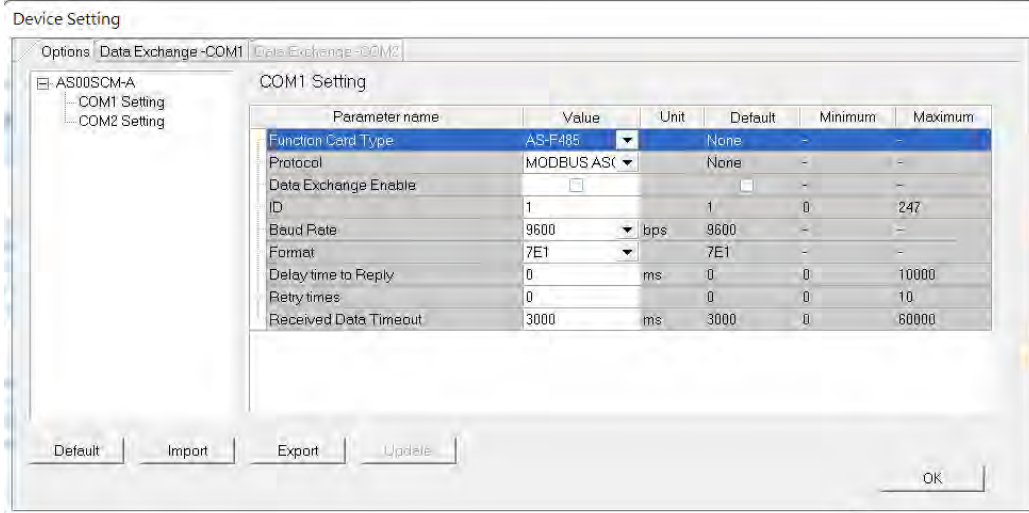 Device Setting
Options Data Exchange -COM1 Data Exchange -COM2
AS00SCM-A
COM1 Setting
COM2 Setting
COM1 Setting
Parameter name Value Unit Default Minimum Maximum
Function Card Type AS-F485 None - -
Protocol MODBUS ASC None - -
Data Exchange Enable - -
ID 1 1 0 247
Baud Rate 9600 bps 9600 - -
Format 7E1 7E1 - -
Delay time to Reply 0 ms 0 0 10000
Retry times 0 0 0 10
Received Data Timeout 3000 ms 3000 0 60000
Default Import Export Update
OK